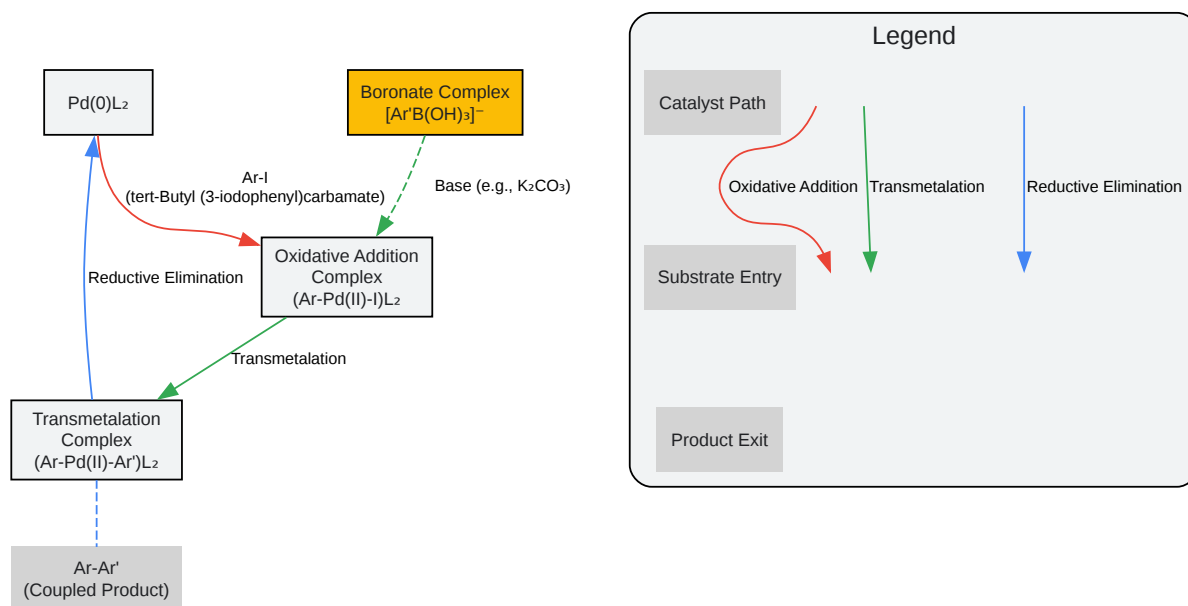 Pd(0)L₂
Boronate Complex
[Ar'B(OH)₃]⁻
Ar-I
(tert-Butyl (3-iodophenyl)carbamate)
Base (e.g., K₂CO₃)
Oxidative Addition
Complex
(Ar-Pd(II)-I)L₂
Reductive Elimination
Transmetalation
Transmetalation
Complex
(Ar-Pd(II)-Ar')L₂
Ar-Ar'
(Coupled Product)
Legend
Catalyst Path
Oxidative Addition
Transmetalation
Reductive Elimination
Substrate Entry
Product Exit